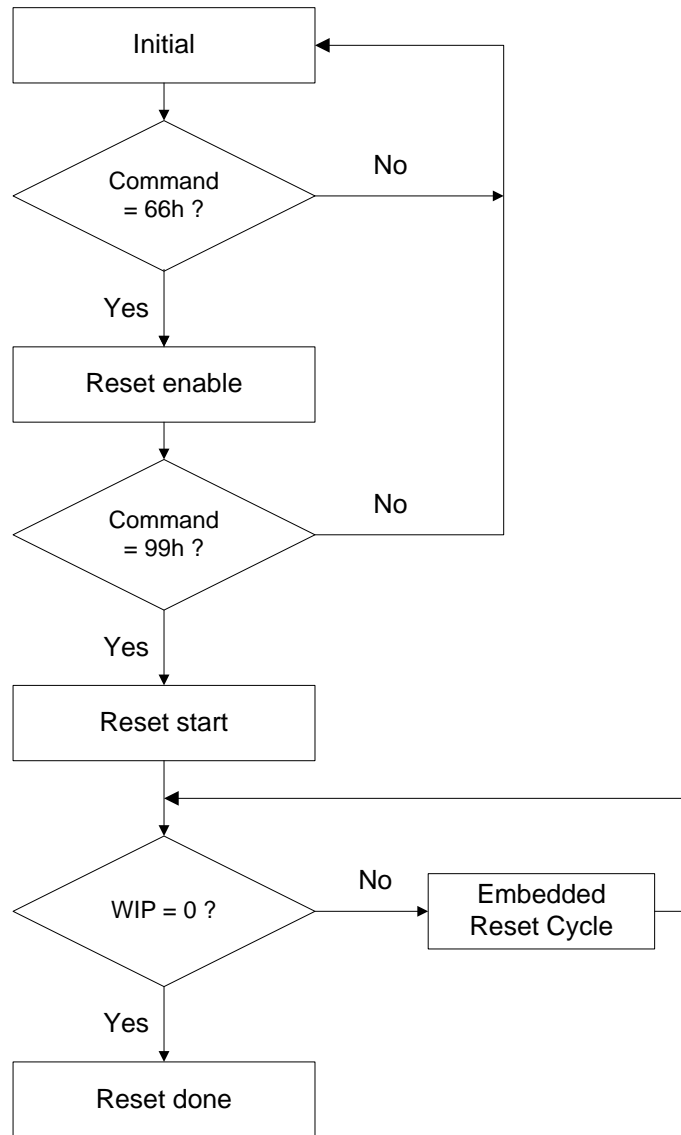 Initial
Command
= 66h ?
No
Yes
Reset enable
Command
= 99h ?
No
Yes
Reset start
WIP = 0 ?
No
Embedded
Reset Cycle
Yes
Reset done